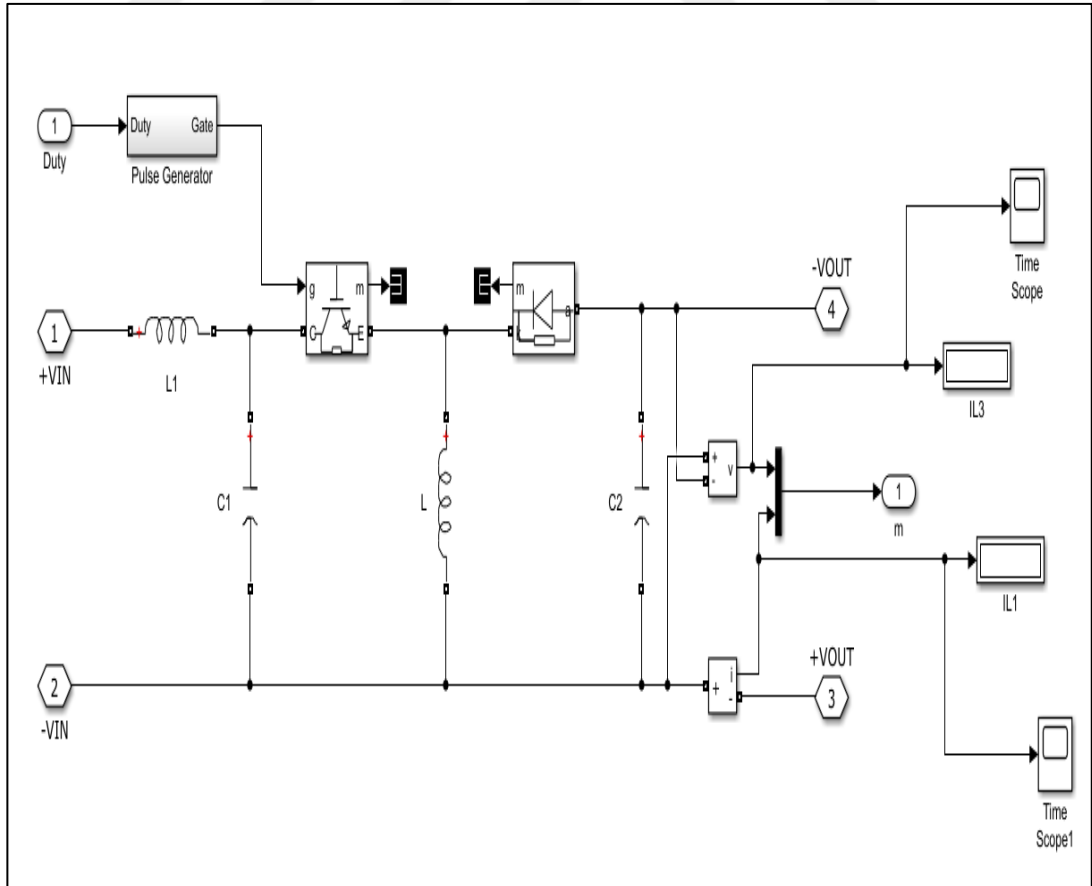 1
Duty
Duty Gate
Pulse Generator
g m
C E
m
a
1
+VIN
+
L1
-VOUT
4
Time
Scope
IL3
+
C1
+
L
+
C2
+
-
v
1
m
IL1
2
-VIN
+
i
-
+VOUT
3
Time
Scope1